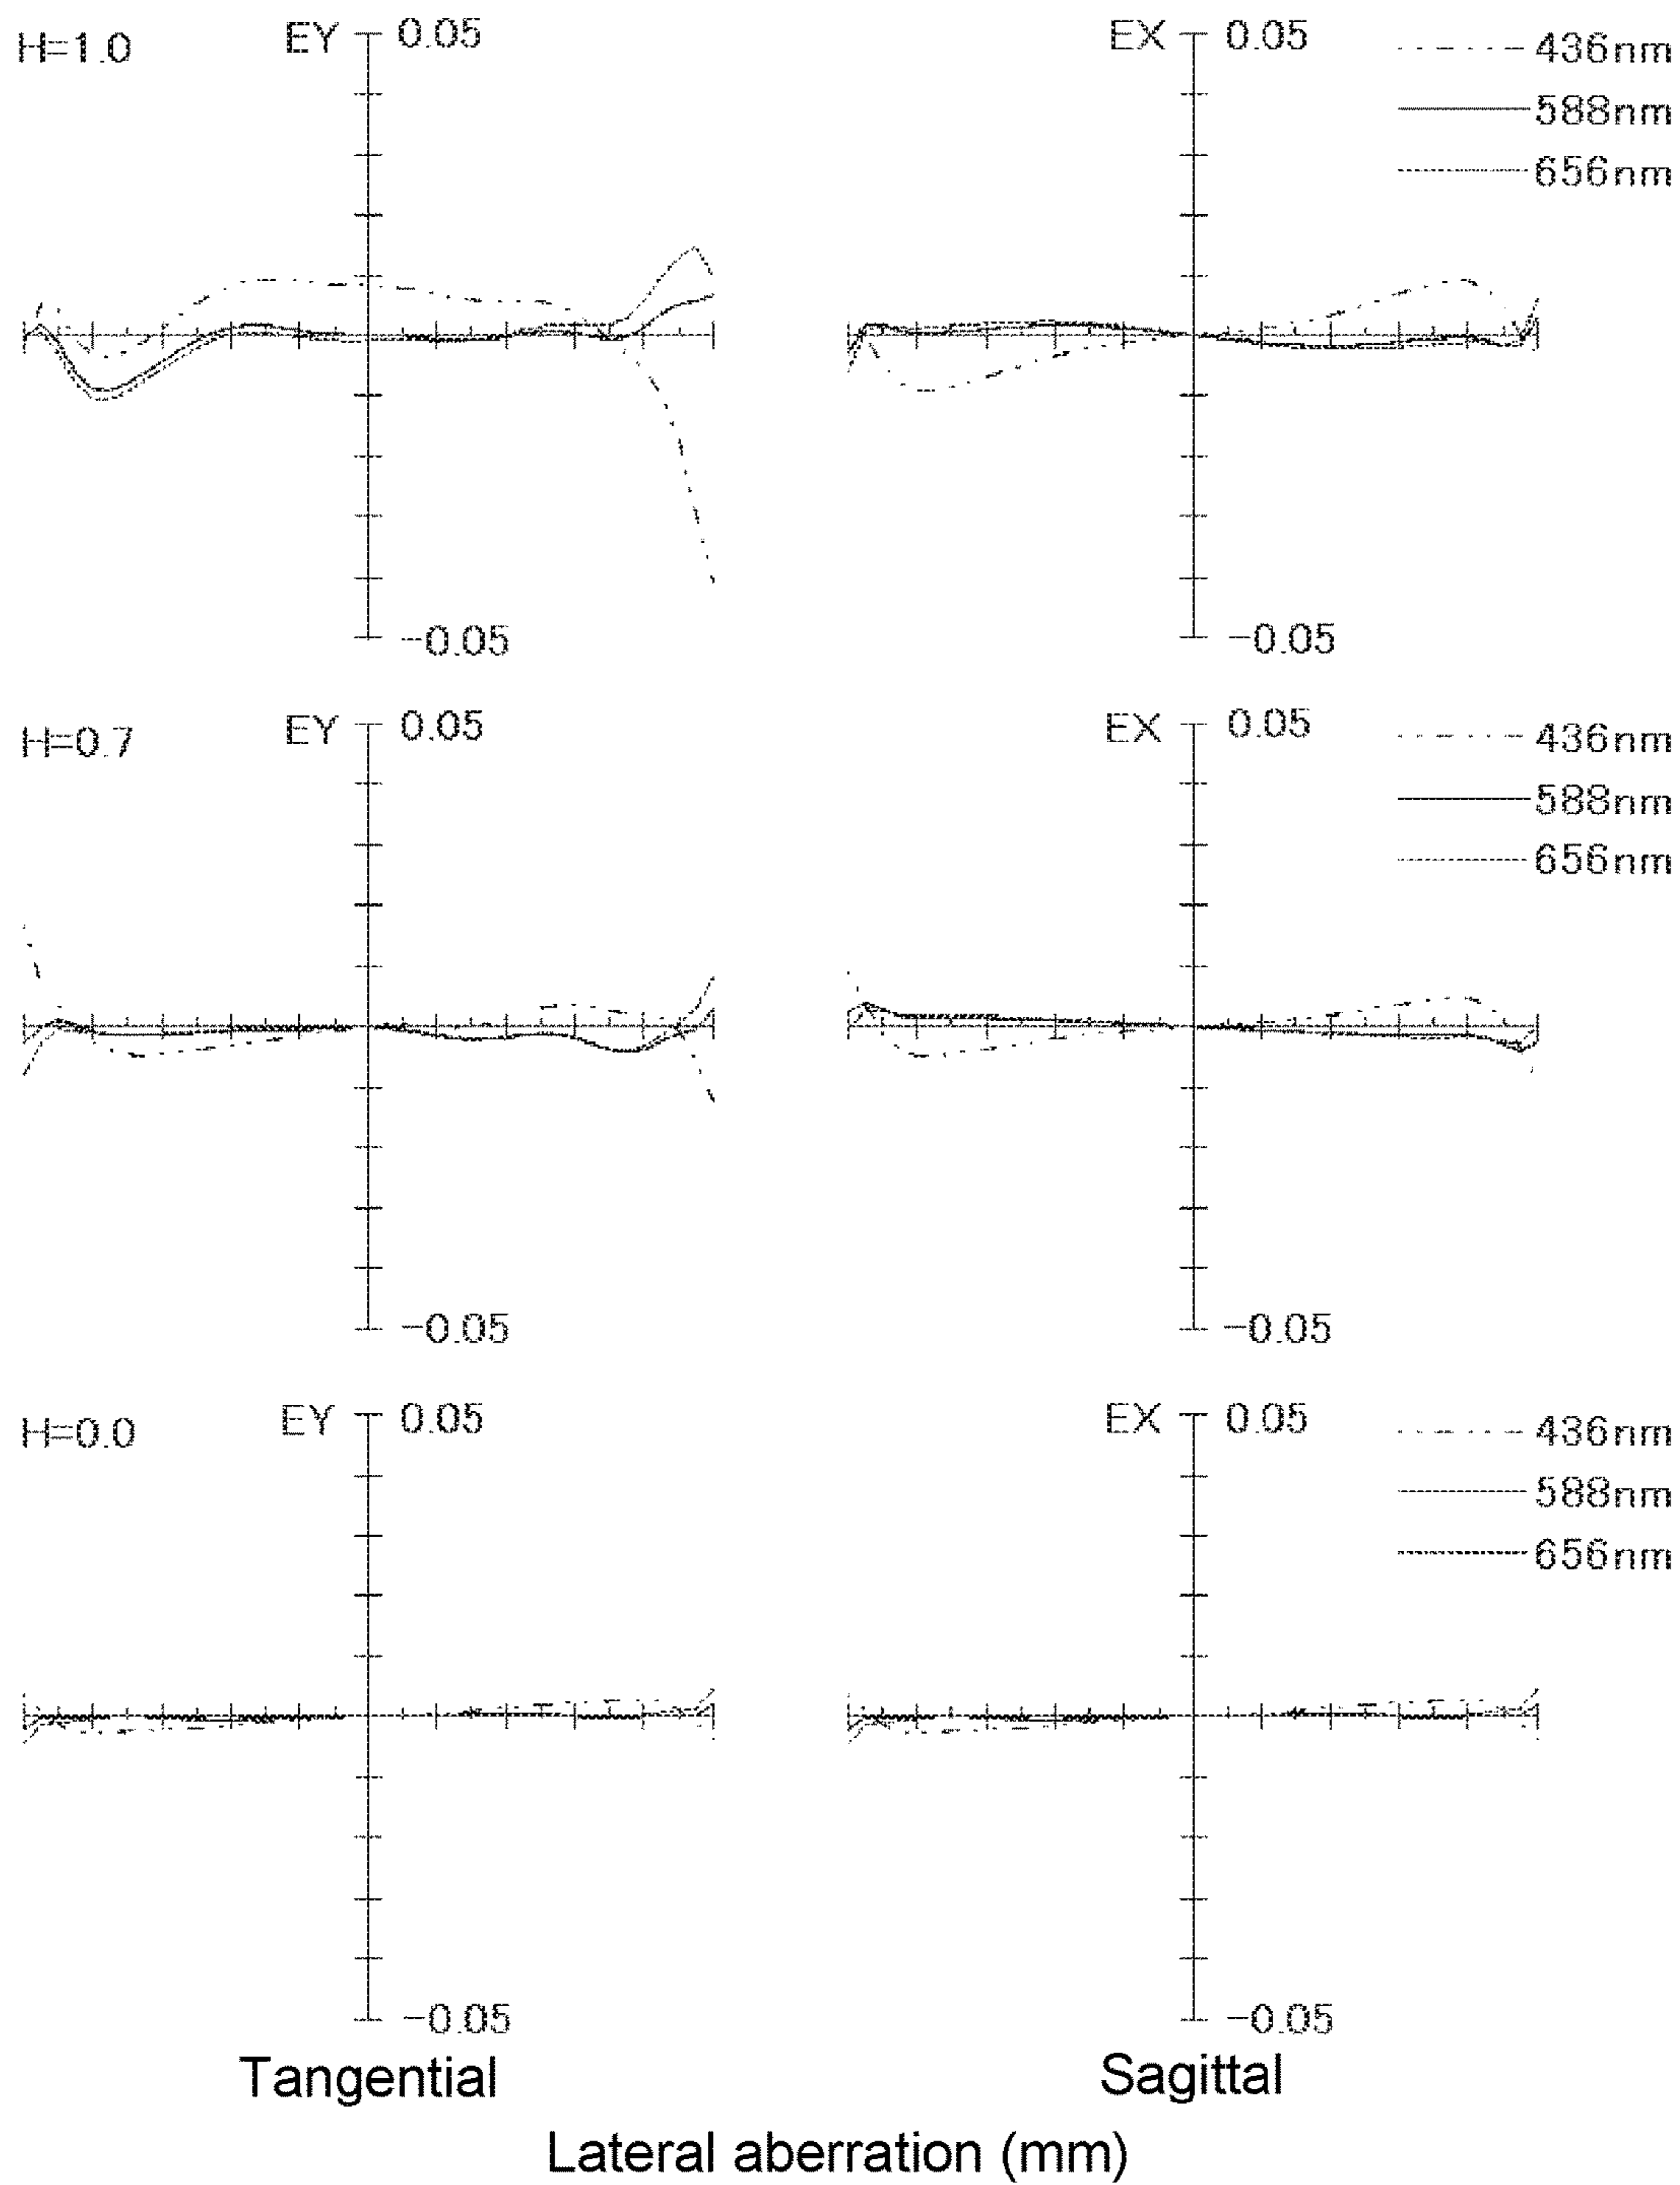 H=1.0
EY
0.05
-0.05
EX
0.05
-0.05
436nm
588nm
656nm
H=0.7
EY
0.05
-0.05
EX
0.05
-0.05
436nm
588nm
656nm
H=0.0
EY
0.05
-0.05
EX
0.05
-0.05
436nm
588nm
656nm
Tangential
Sagittal
Lateral aberration (mm)